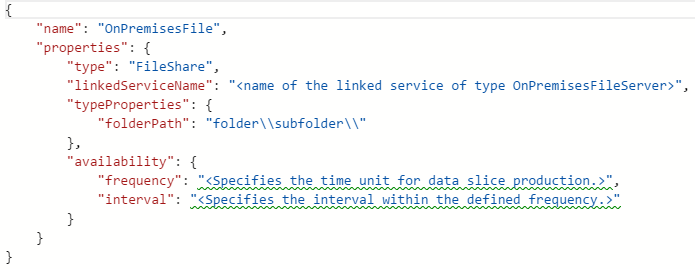 {
    "name": "OnPremisesFile",
    "properties": {
        "type": "FileShare",
        "linkedServiceName": "<name of the linked service of type OnPremisesFileServer>",
        "typeProperties": {
            "folderPath": "folder\\subfolder\\"
        },
        "availability": {
            "frequency": "<Specifies the time unit for data slice production.>",
            "interval": "<Specifies the interval within the defined frequency.>"
        }
    }
}